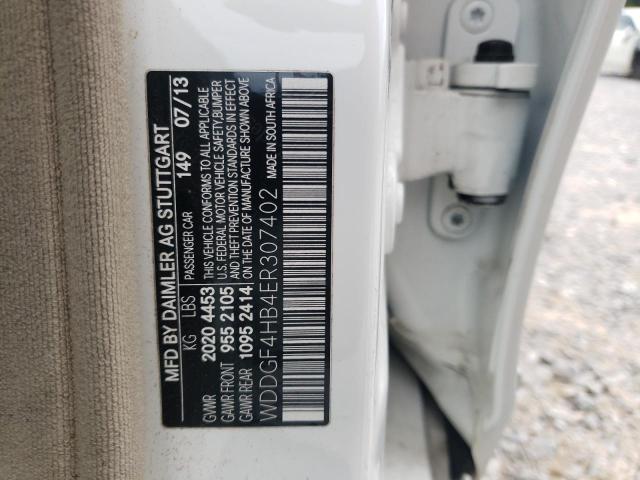 MFD BY DAIMLER AG STUTTGART
PASSENGER CAR 149 07/13
KG LBS
GVWR 2020 4453
GAWR FRONT 955 2105
GAWR REAR 1095 2414
THIS VEHICLE CONFORMS TO ALL APPLICABLE
U.S. FEDERAL MOTOR VEHICLE SAFETY,BUMPER
AND THEFT PREVENTION STANDARDS IN EFFECT
ON THE DATE OF MANUFACTURE SHOWN ABOVE
WDDGF4HB4ER307402 MADE IN SOUTH AFRICA